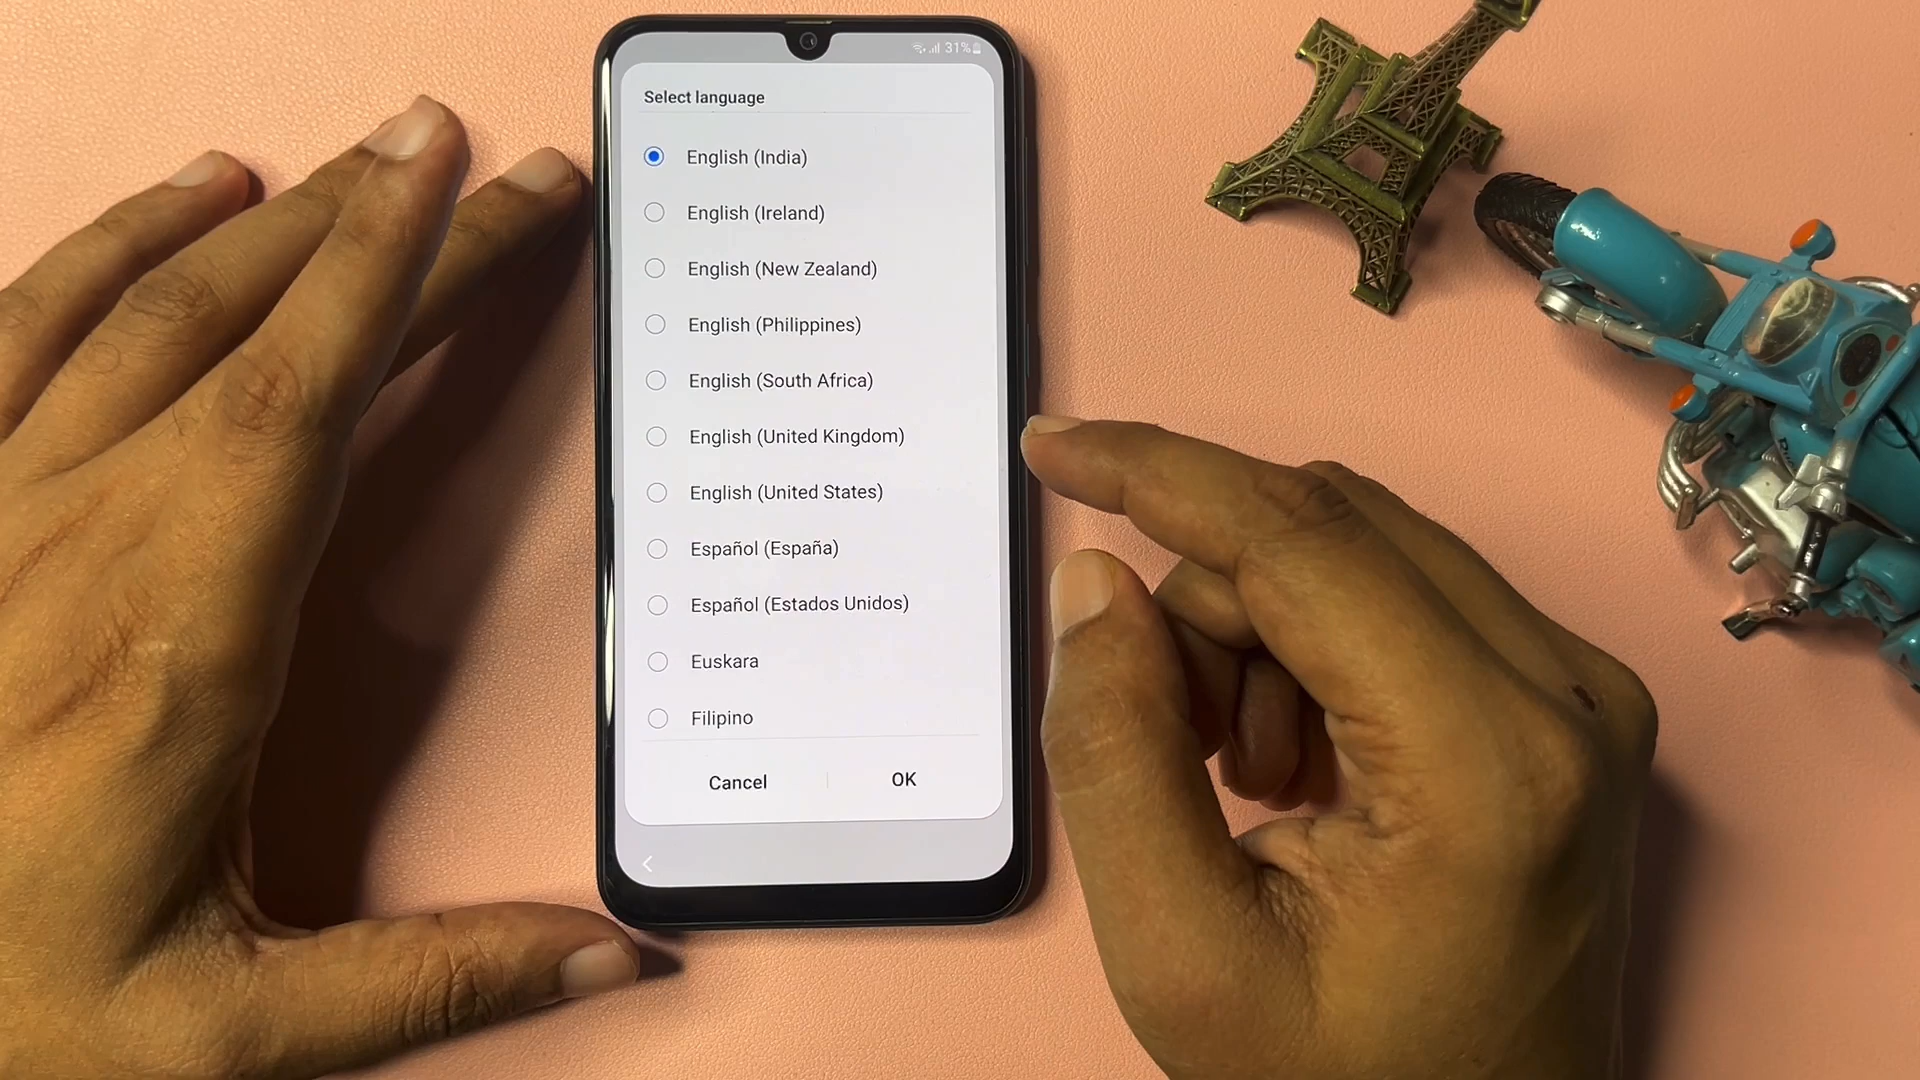 31%
Select language
English (India)
English (Ireland)
English (New Zealand)
English (Philippines)
English (South Africa)
English (United Kingdom)
English (United States)
Español (España)
Español (Estados Unidos)
Euskara
Filipino
Cancel
OK